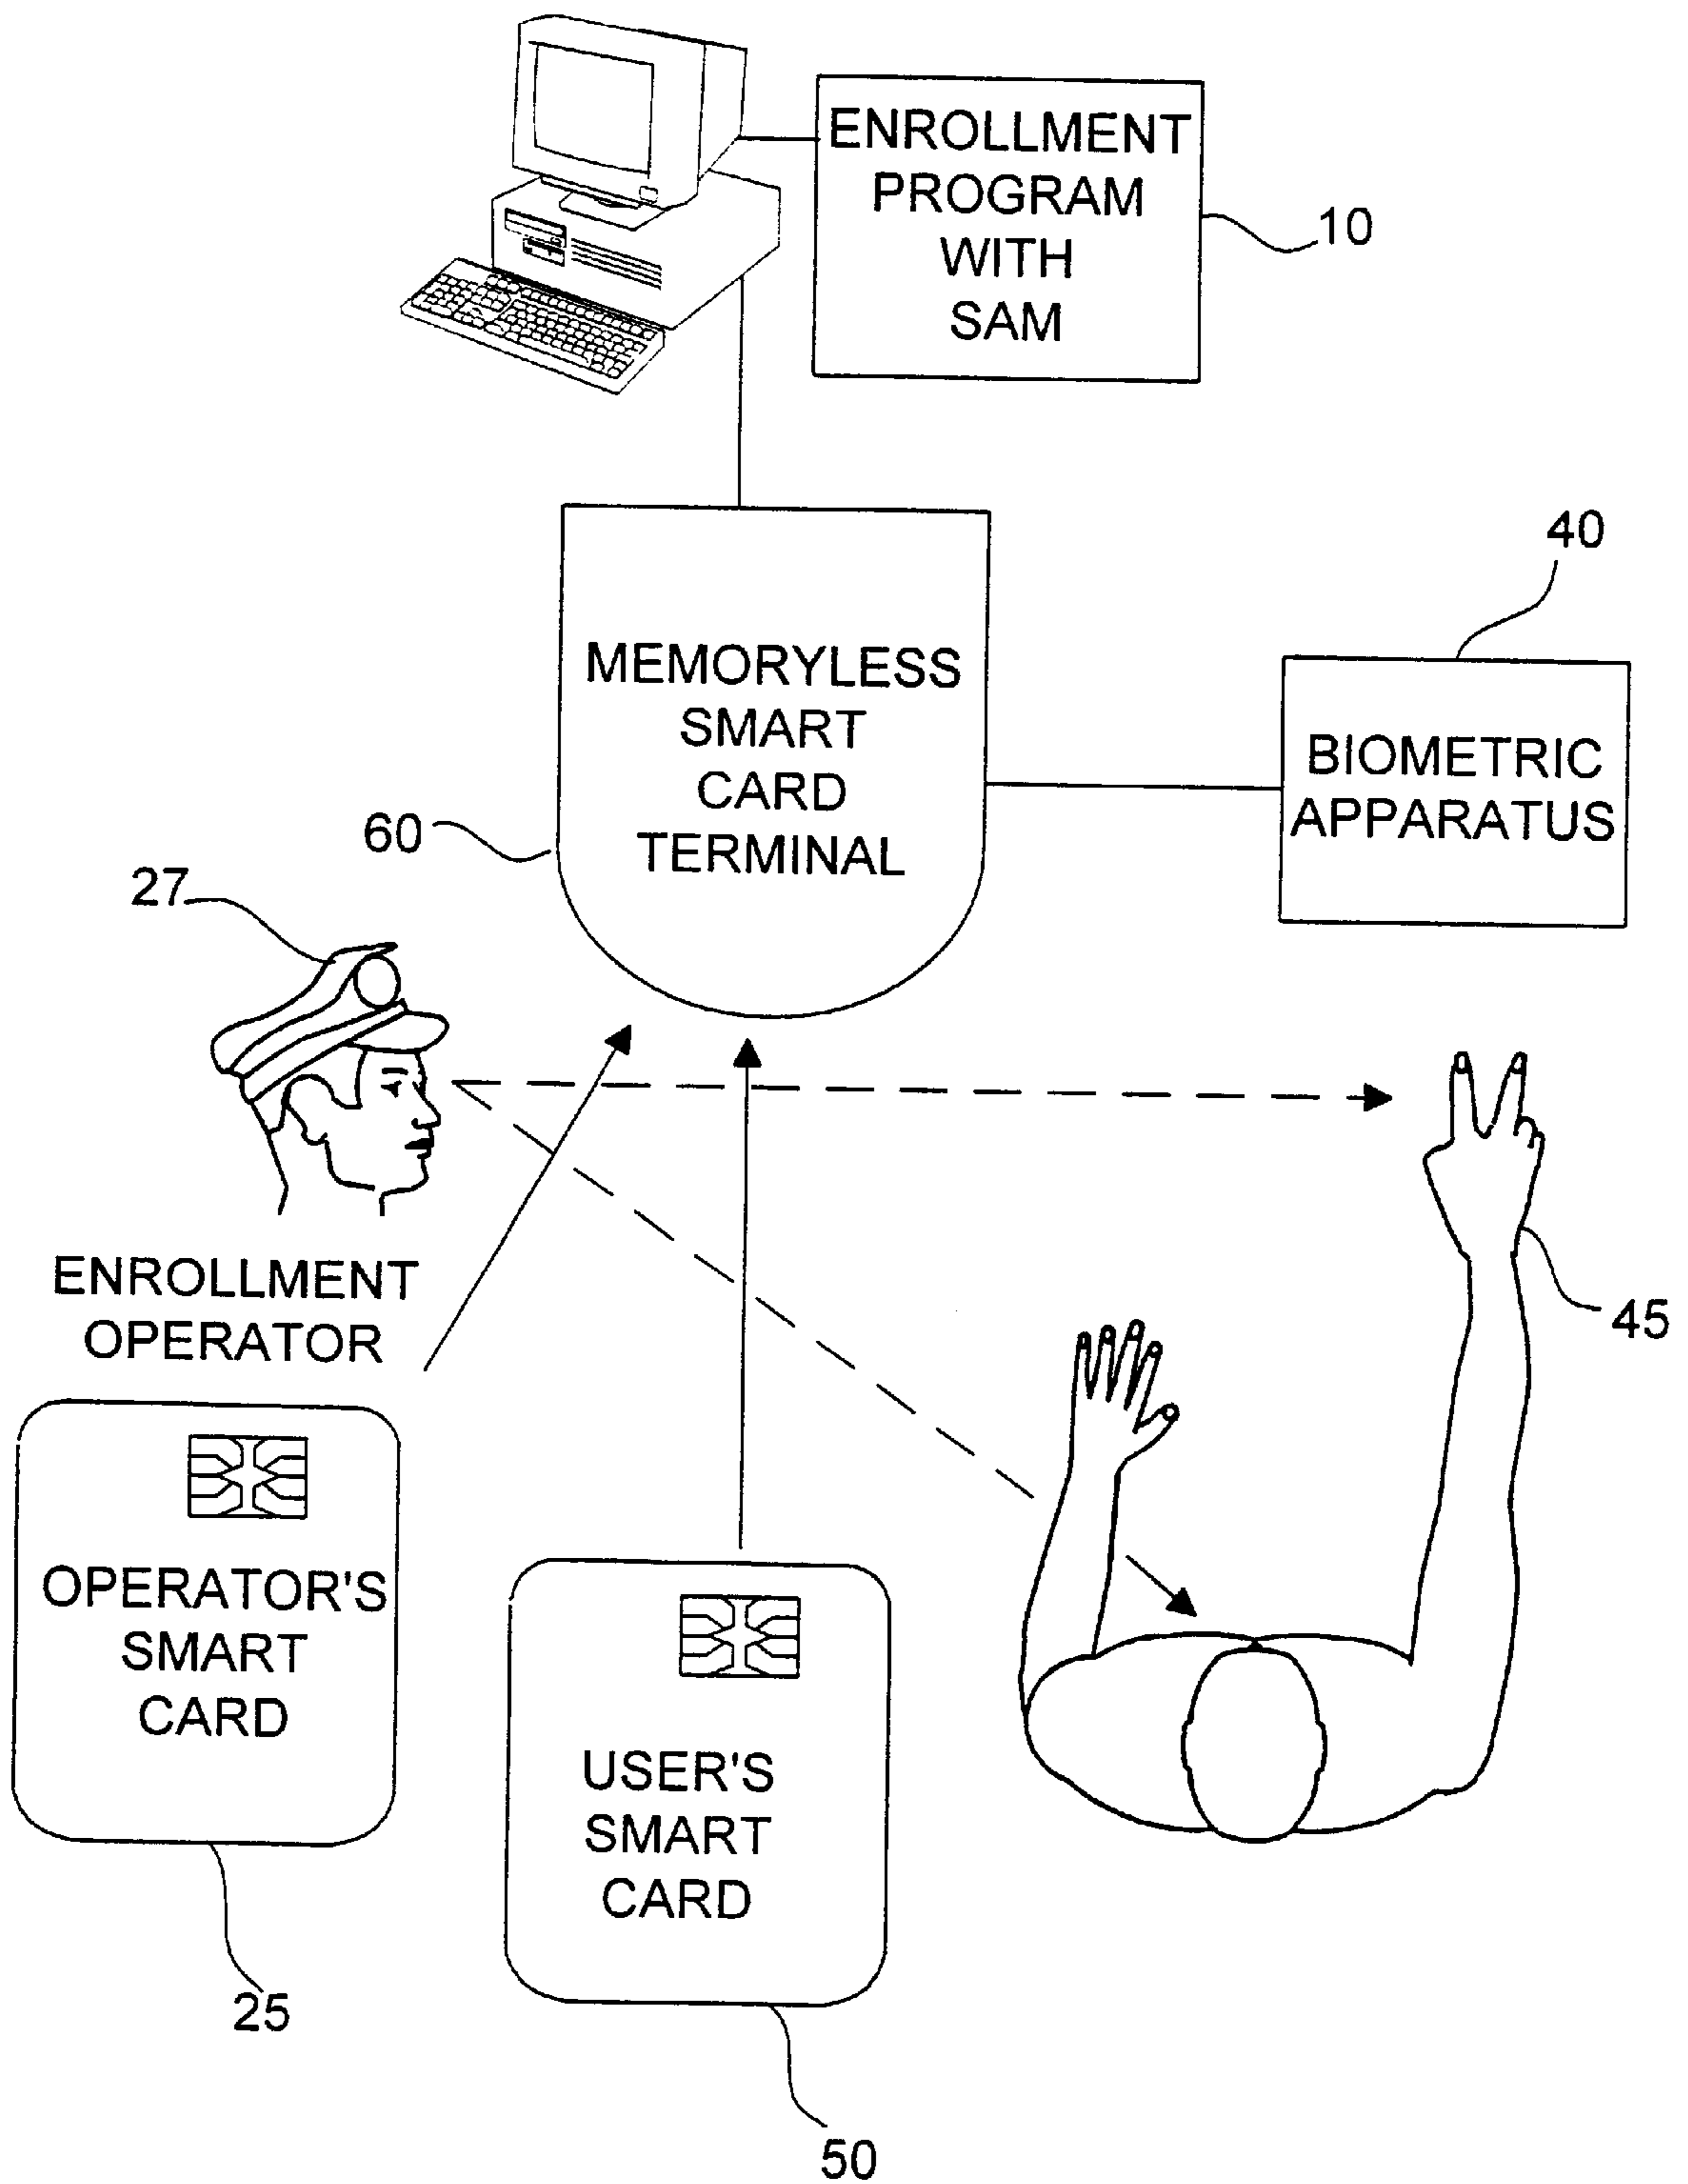 ENROLLMENT
PROGRAM
WITH
SAM
10
40
MEMORYLESS
SMART
CARD
TERMINAL
BIOMETRIC
APPARATUS
60
27
ENROLLMENT
OPERATOR
45
OPERATOR'S
SMART
CARD
USER'S
SMART
CARD
25
50